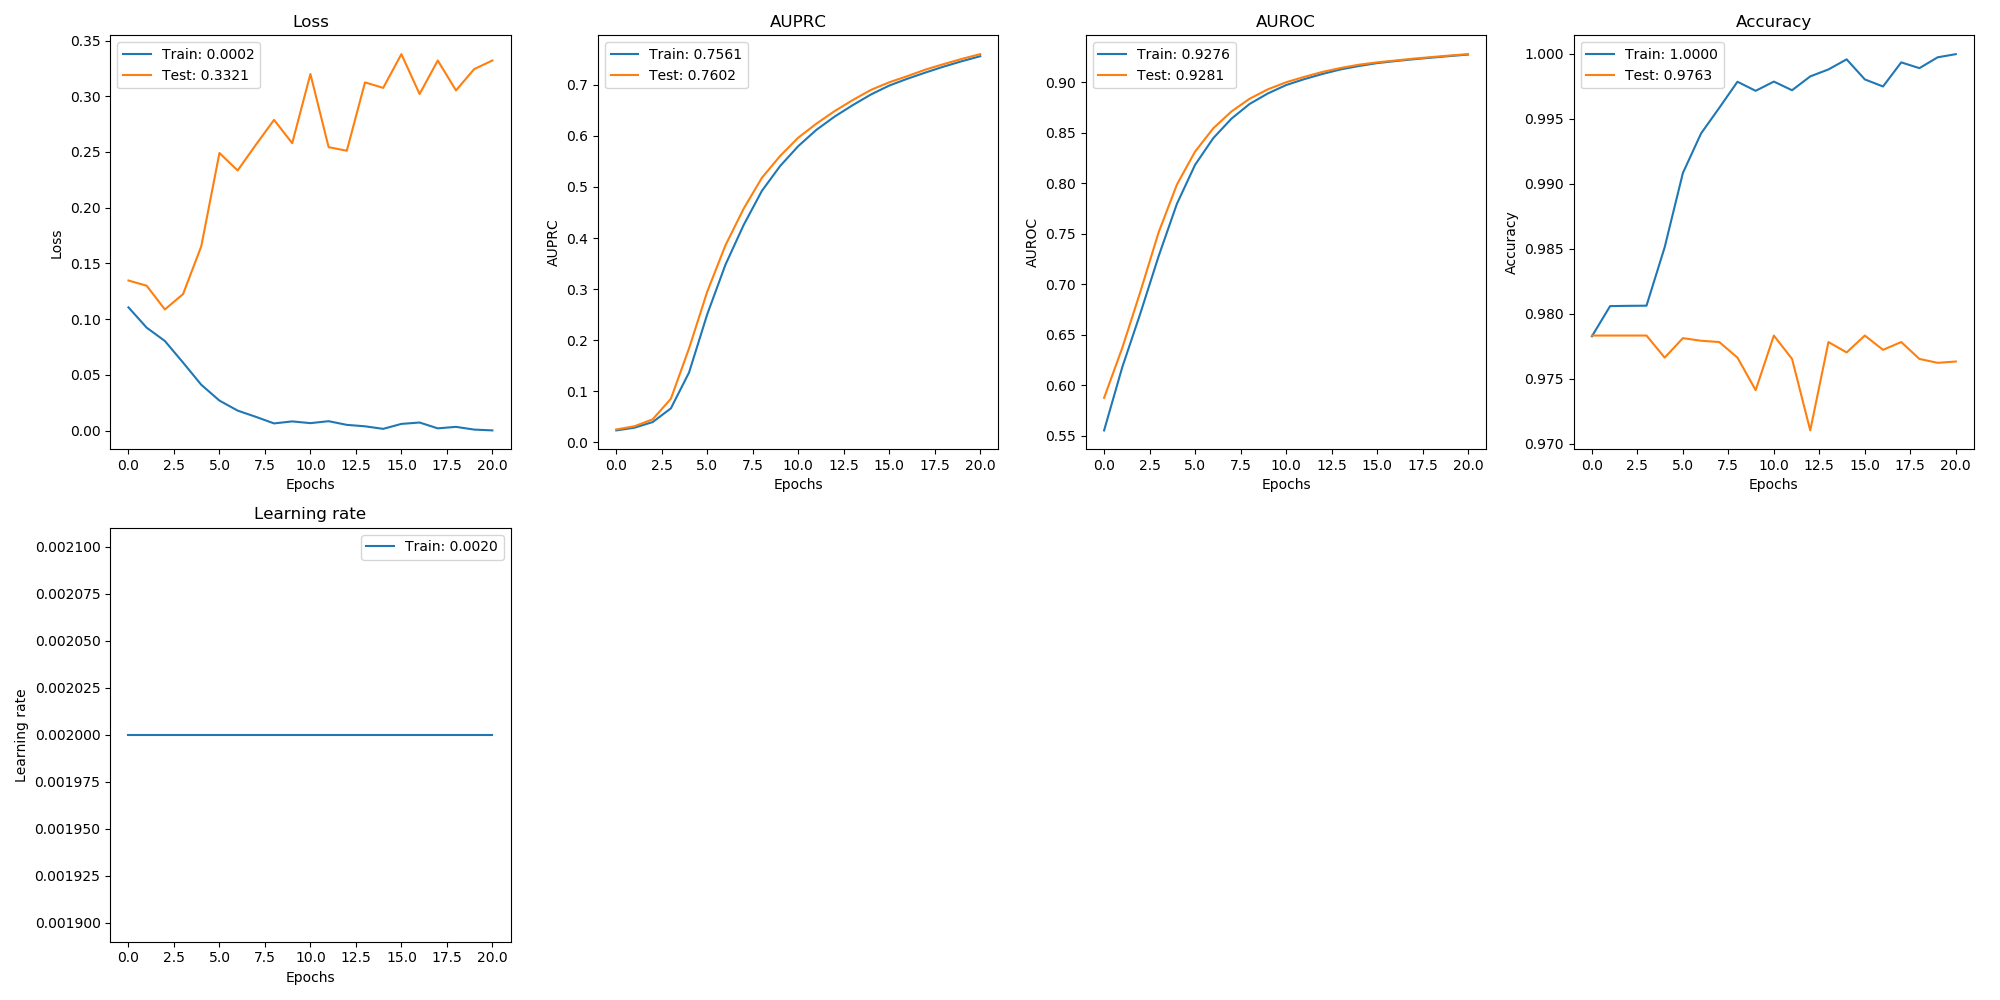 Loss
Train: 0.0002
Test: 0.3321
0.35
0.30
0.25
0.20
0.15
0.10
0.05
0.00
Loss
0.0 2.5 5.0 7.5 10.0 12.5 15.0 17.5 20.0
Epochs
AUPRC
Train: 0.7561
Test: 0.7602
0.7
0.6
0.5
0.4
0.3
0.2
0.1
0.0
AUPRC
0.0 2.5 5.0 7.5 10.0 12.5 15.0 17.5 20.0
Epochs
AUROC
Train: 0.9276
Test: 0.9281
0.90
0.85
0.80
0.75
0.70
0.65
0.60
0.55
AUROC
0.0 2.5 5.0 7.5 10.0 12.5 15.0 17.5 20.0
Epochs
Accuracy
Train: 1.0000
Test: 0.9763
1.000
0.995
0.990
0.985
0.980
0.975
0.970
Accuracy
0.0 2.5 5.0 7.5 10.0 12.5 15.0 17.5 20.0
Epochs
Learning rate
Train: 0.0020
0.002100
0.002075
0.002050
0.002025
0.002000
0.001975
0.001950
0.001925
0.001900
Learning rate
0.0 2.5 5.0 7.5 10.0 12.5 15.0 17.5 20.0
Epochs